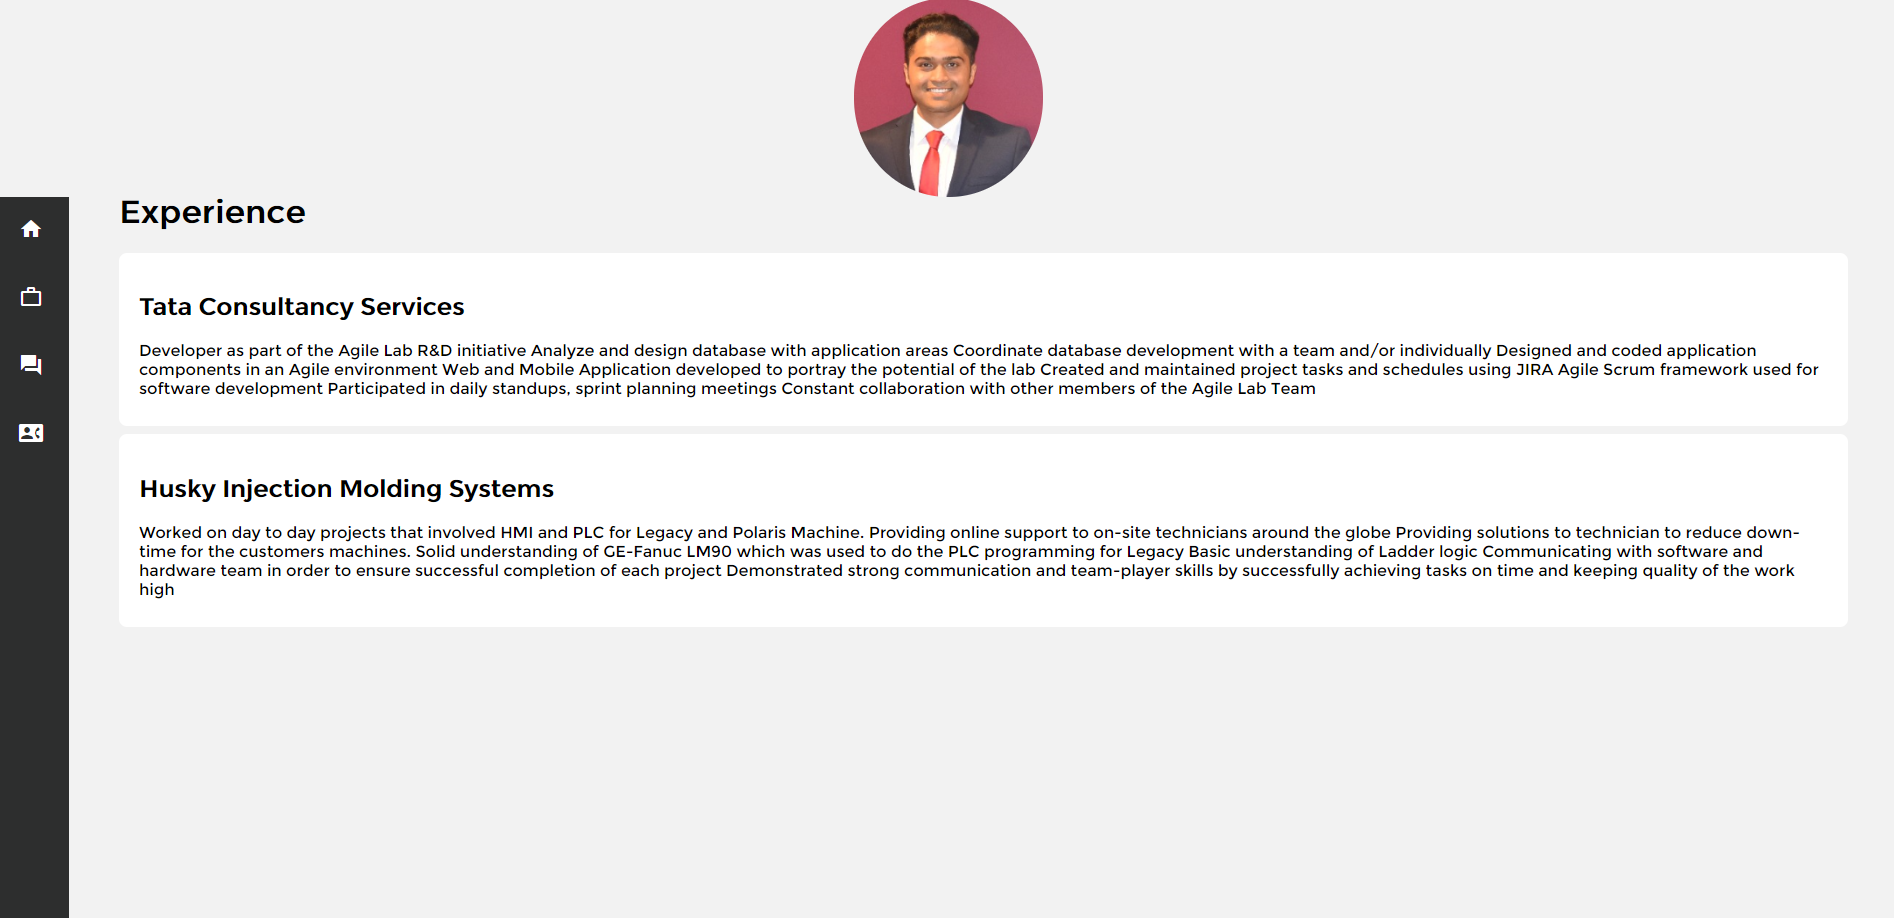 Experience
Tata Consultancy Services
Developer as part of the Agile Lab R&D initiative Analyze and design database with application areas Coordinate database development with a team and/or individually Designed and coded application
components in an Agile environment Web and Mobile Application developed to portray the potential of the lab Created and maintained project tasks and schedules using JIRA Agile Scrum framework used for
software development Participated in daily standups, sprint planning meetings Constant collaboration with other members of the Agile Lab Team
Husky Injection Molding Systems
Worked on day to day projects that involved HMI and PLC for Legacy and Polaris Machine. Providing online support to on-site technicians around the globe Providing solutions to technician to reduce down-
time for the customers machines. Solid understanding of GE-Fanuc LM90 which was used to do the PLC programming for Legacy Basic understanding of Ladder logic Communicating with software and
hardware team in order to ensure successful completion of each project Demonstrated strong communication and team-player skills by successfully achieving tasks on time and keeping quality of the work
high